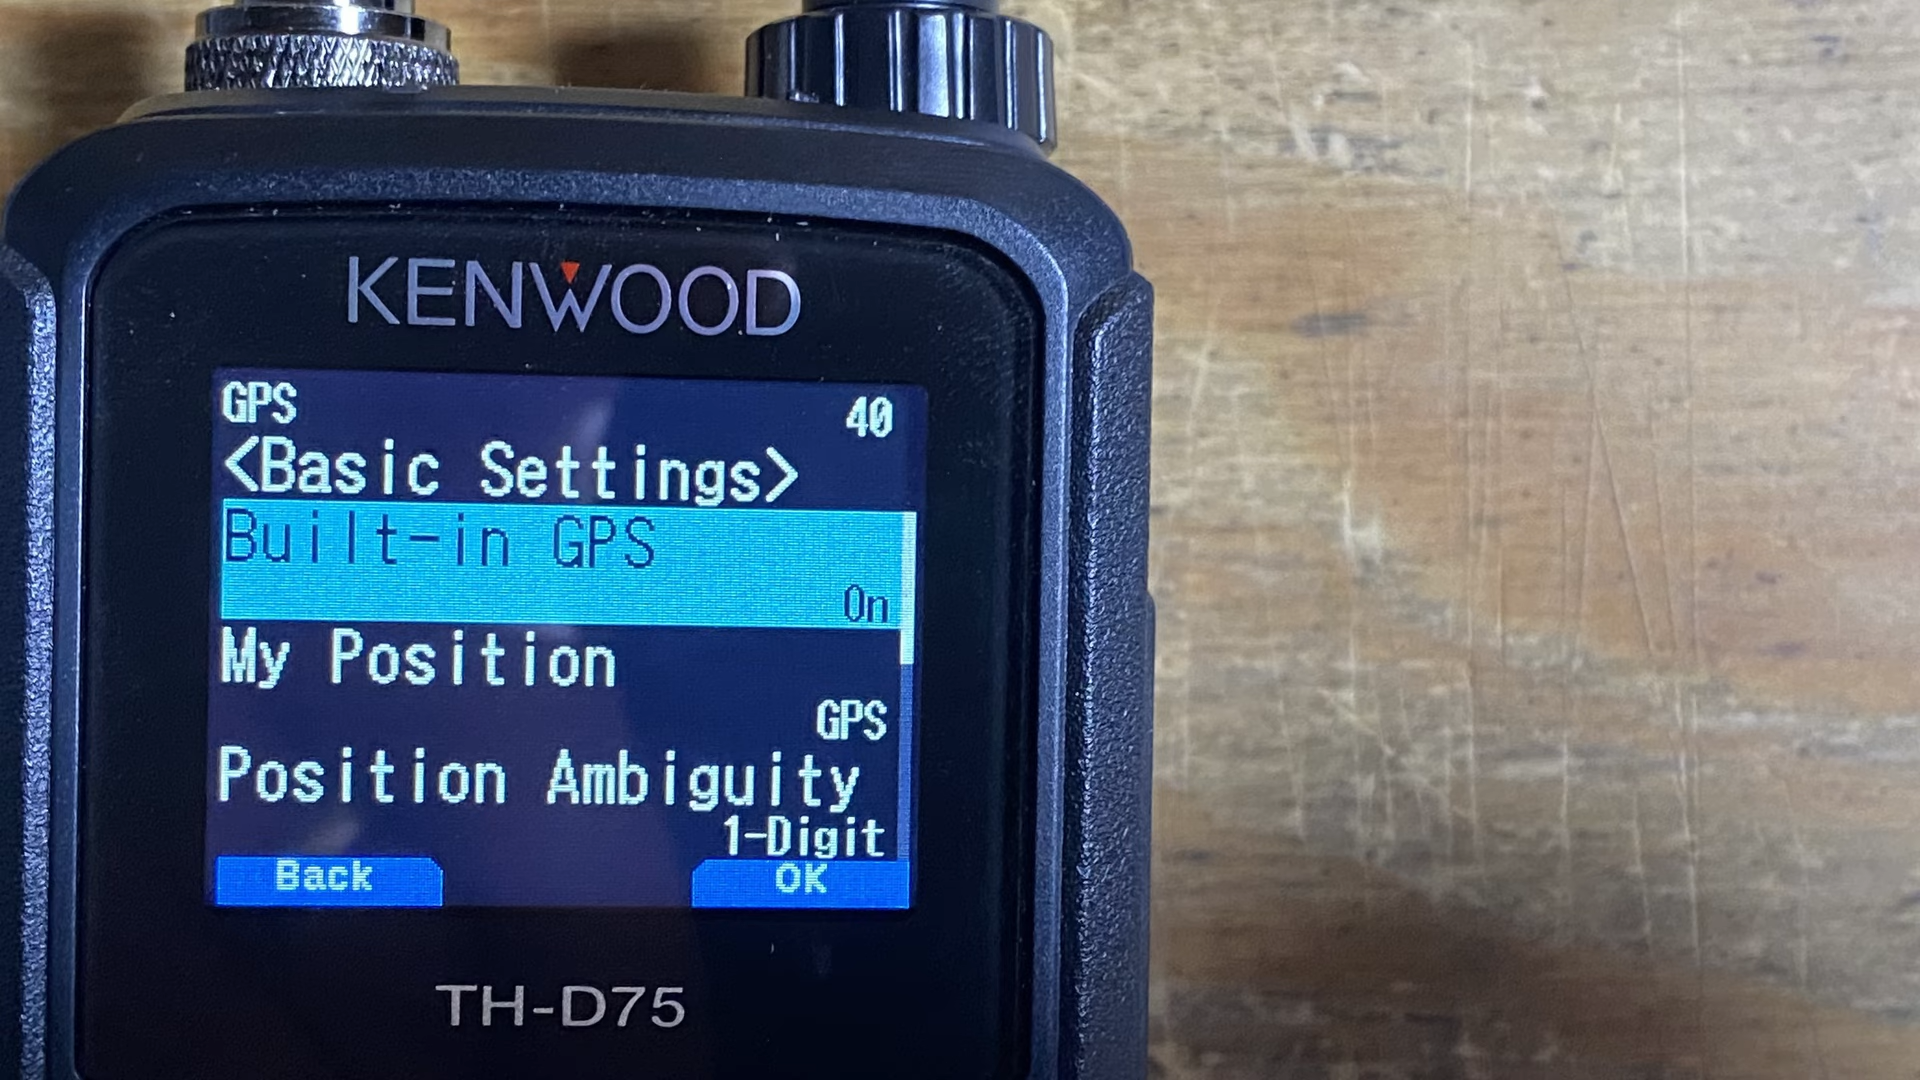 KENWOOD
GPS 40
<Basic Settings>
Built-in GPS
On
My Position
GPS
Position Ambiguity
1-Digit
Back OK
TH-D75